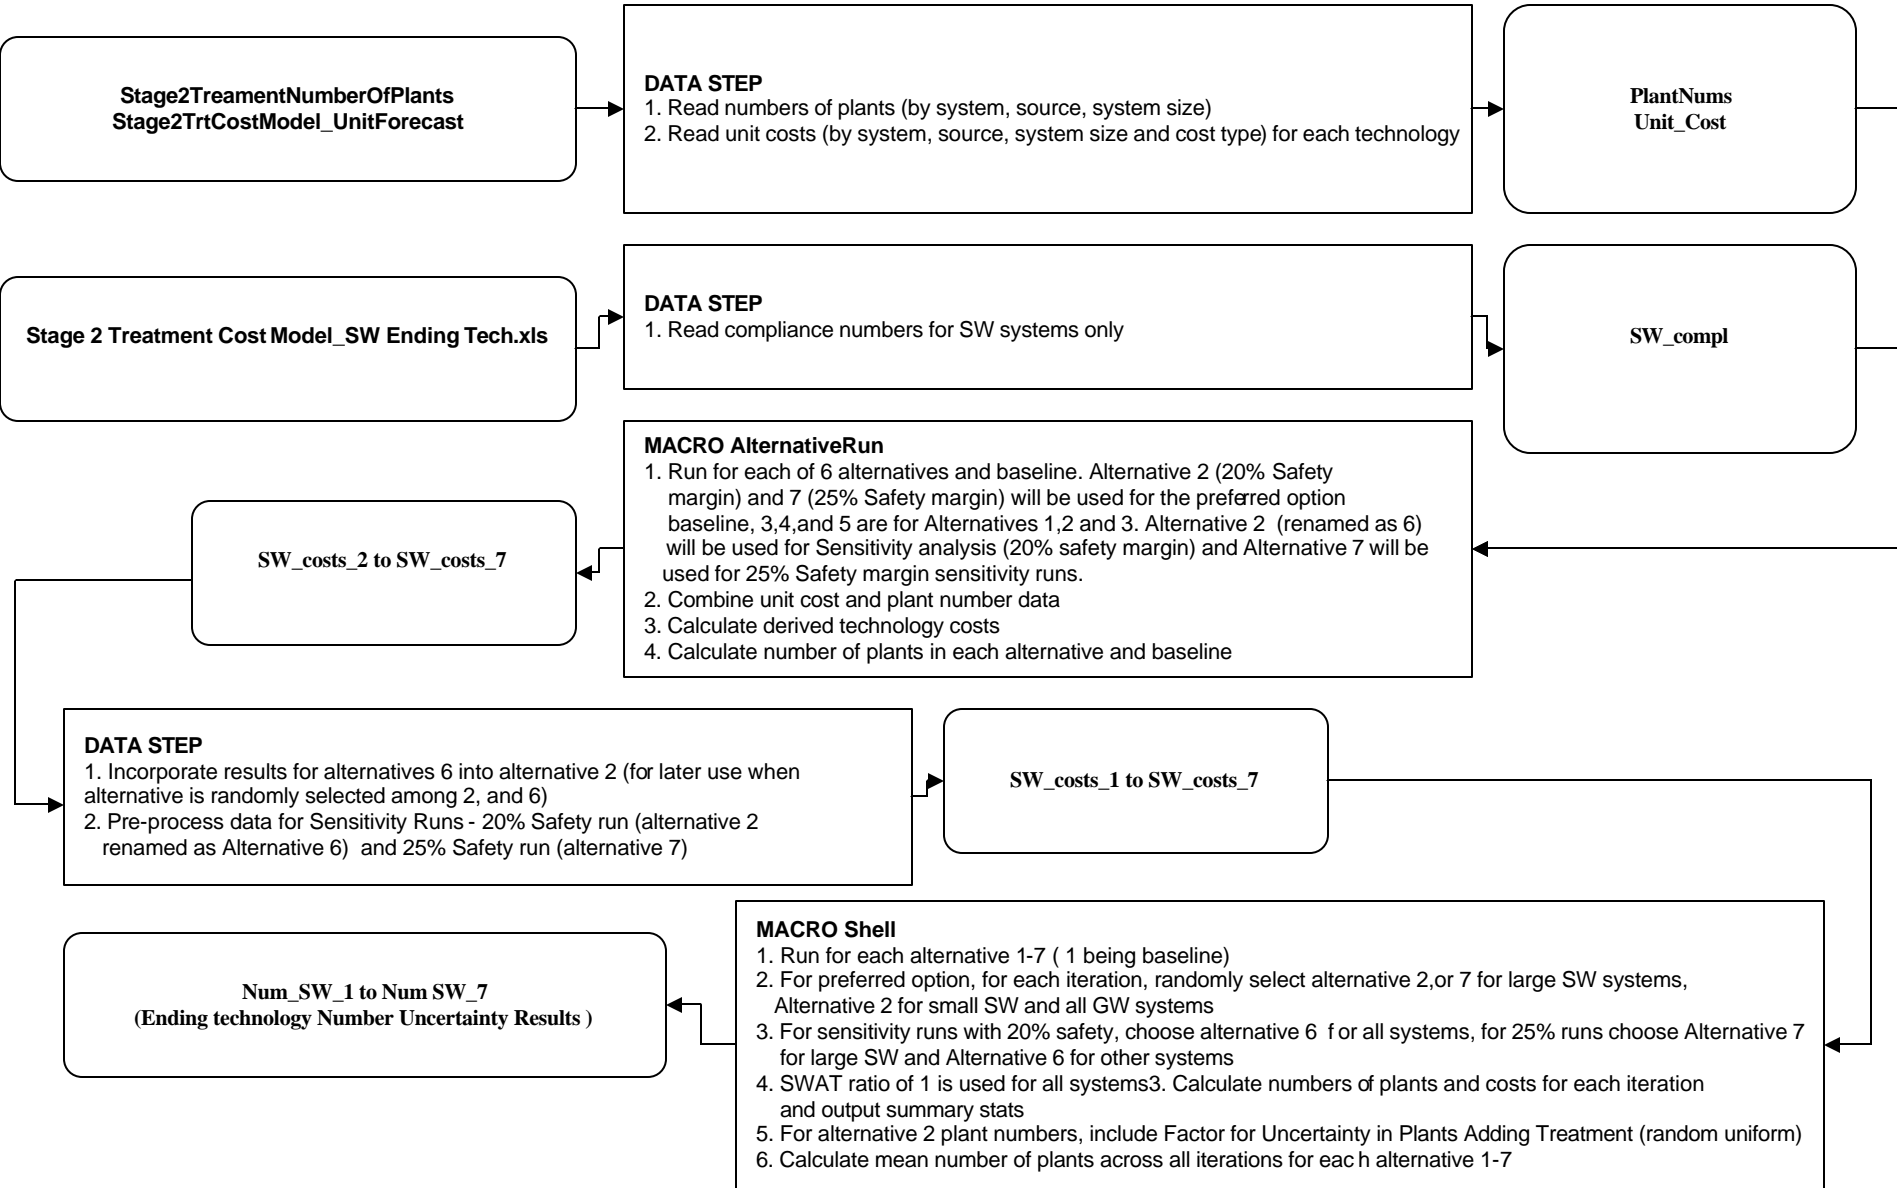 Stage2TreamentNumberOfPlants
Stage2TrtCostModel_UnitForecast
DATA STEP
1. Read numbers of plants (by system, source, system size)
2. Read unit costs (by system, source, system size and cost type) for each technology
PlantNums
Unit_Cost
Stage 2 Treatment Cost Model_SW Ending Tech.xls
DATA STEP
1. Read compliance numbers for SW systems only
SW_compl
MACRO AlternativeRun
1. Run for each of 6 alternatives and baseline. Alternative 2 (20% Safety
margin) and 7 (25% Safety margin) will be used for the preferred option
baseline, 3,4,and 5 are for Alternatives 1,2 and 3. Alternative 2 (renamed as 6)
will be used for Sensitivity analysis (20% safety margin) and Alternative 7 will be
used for 25% Safety margin sensitivity runs.
2. Combine unit cost and plant number data
3. Calculate derived technology costs
4. Calculate number of plants in each alternative and baseline
SW_costs_2 to SW_costs_7
DATA STEP
1. Incorporate results for alternatives 6 into alternative 2 (for later use when
alternative is randomly selected among 2, and 6)
2. Pre-process data for Sensitivity Runs - 20% Safety run (alternative 2
renamed as Alternative 6) and 25% Safety run (alternative 7)
SW_costs_1 to SW_costs_7
MACRO Shell
1. Run for each alternative 1-7 ( 1 being baseline)
2. For preferred option, for each iteration, randomly select alternative 2,or 7 for large SW systems,
Alternative 2 for small SW and all GW systems
3. For sensitivity runs with 20% safety, choose alternative 6 f or all systems, for 25% runs choose Alternative 7
for large SW and Alternative 6 for other systems
4. SWAT ratio of 1 is used for all systems3. Calculate numbers of plants and costs for each iteration
and output summary stats
5. For alternative 2 plant numbers, include Factor for Uncertainty in Plants Adding Treatment (random uniform)
6. Calculate mean number of plants across all iterations for eac h alternative 1-7
Num_SW_1 to Num SW_7
(Ending technology Number Uncertainty Results )